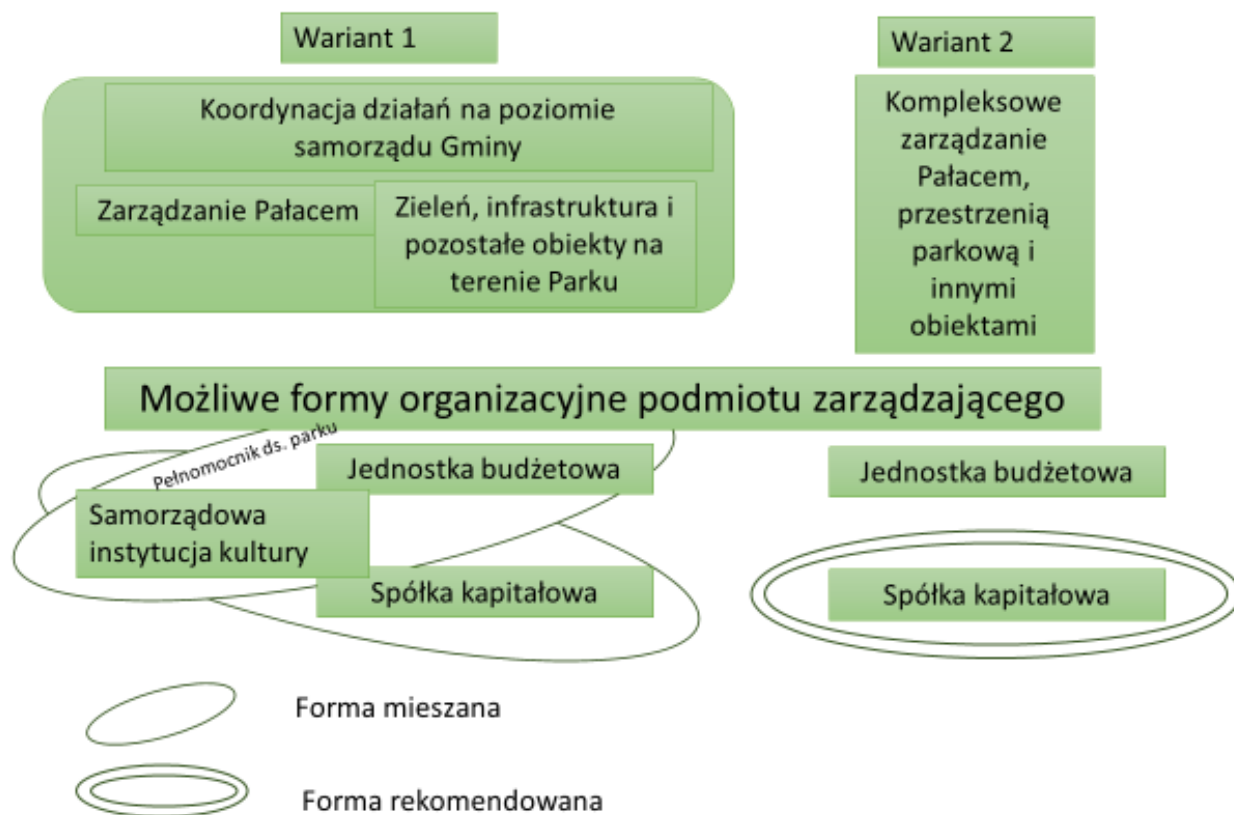 Wariant 1
Koordynacja działań na poziomie
samorządu Gminy
Zarządzanie Pałacem
Zieleń, infrastruktura i
pozostałe obiekty na
terenie Parku
Wariant 2
Kompleksowe
zarządzanie
Pałacem,
przestrzenią
parkową i
innymi
obiektami
Możliwe formy organizacyjne podmiotu zarządzającego
Pełnomocnik ds. parku
Jednostka budżetowa
Samorządowa
instytucja kultury
Spółka kapitałowa
Jednostka budżetowa
Spółka kapitałowa
Forma mieszana
Forma rekomendowana